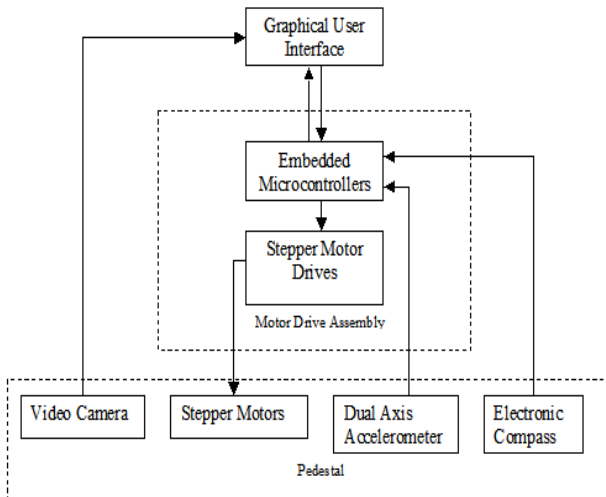 Graphical User
Interface
Embedded
Microcontrollers
Stepper Motor
Drives
Motor Drive Assembly
Video Camera
Stepper Motors
Dual Axis
Accelerometer
Electronic
Compass
Pedestal